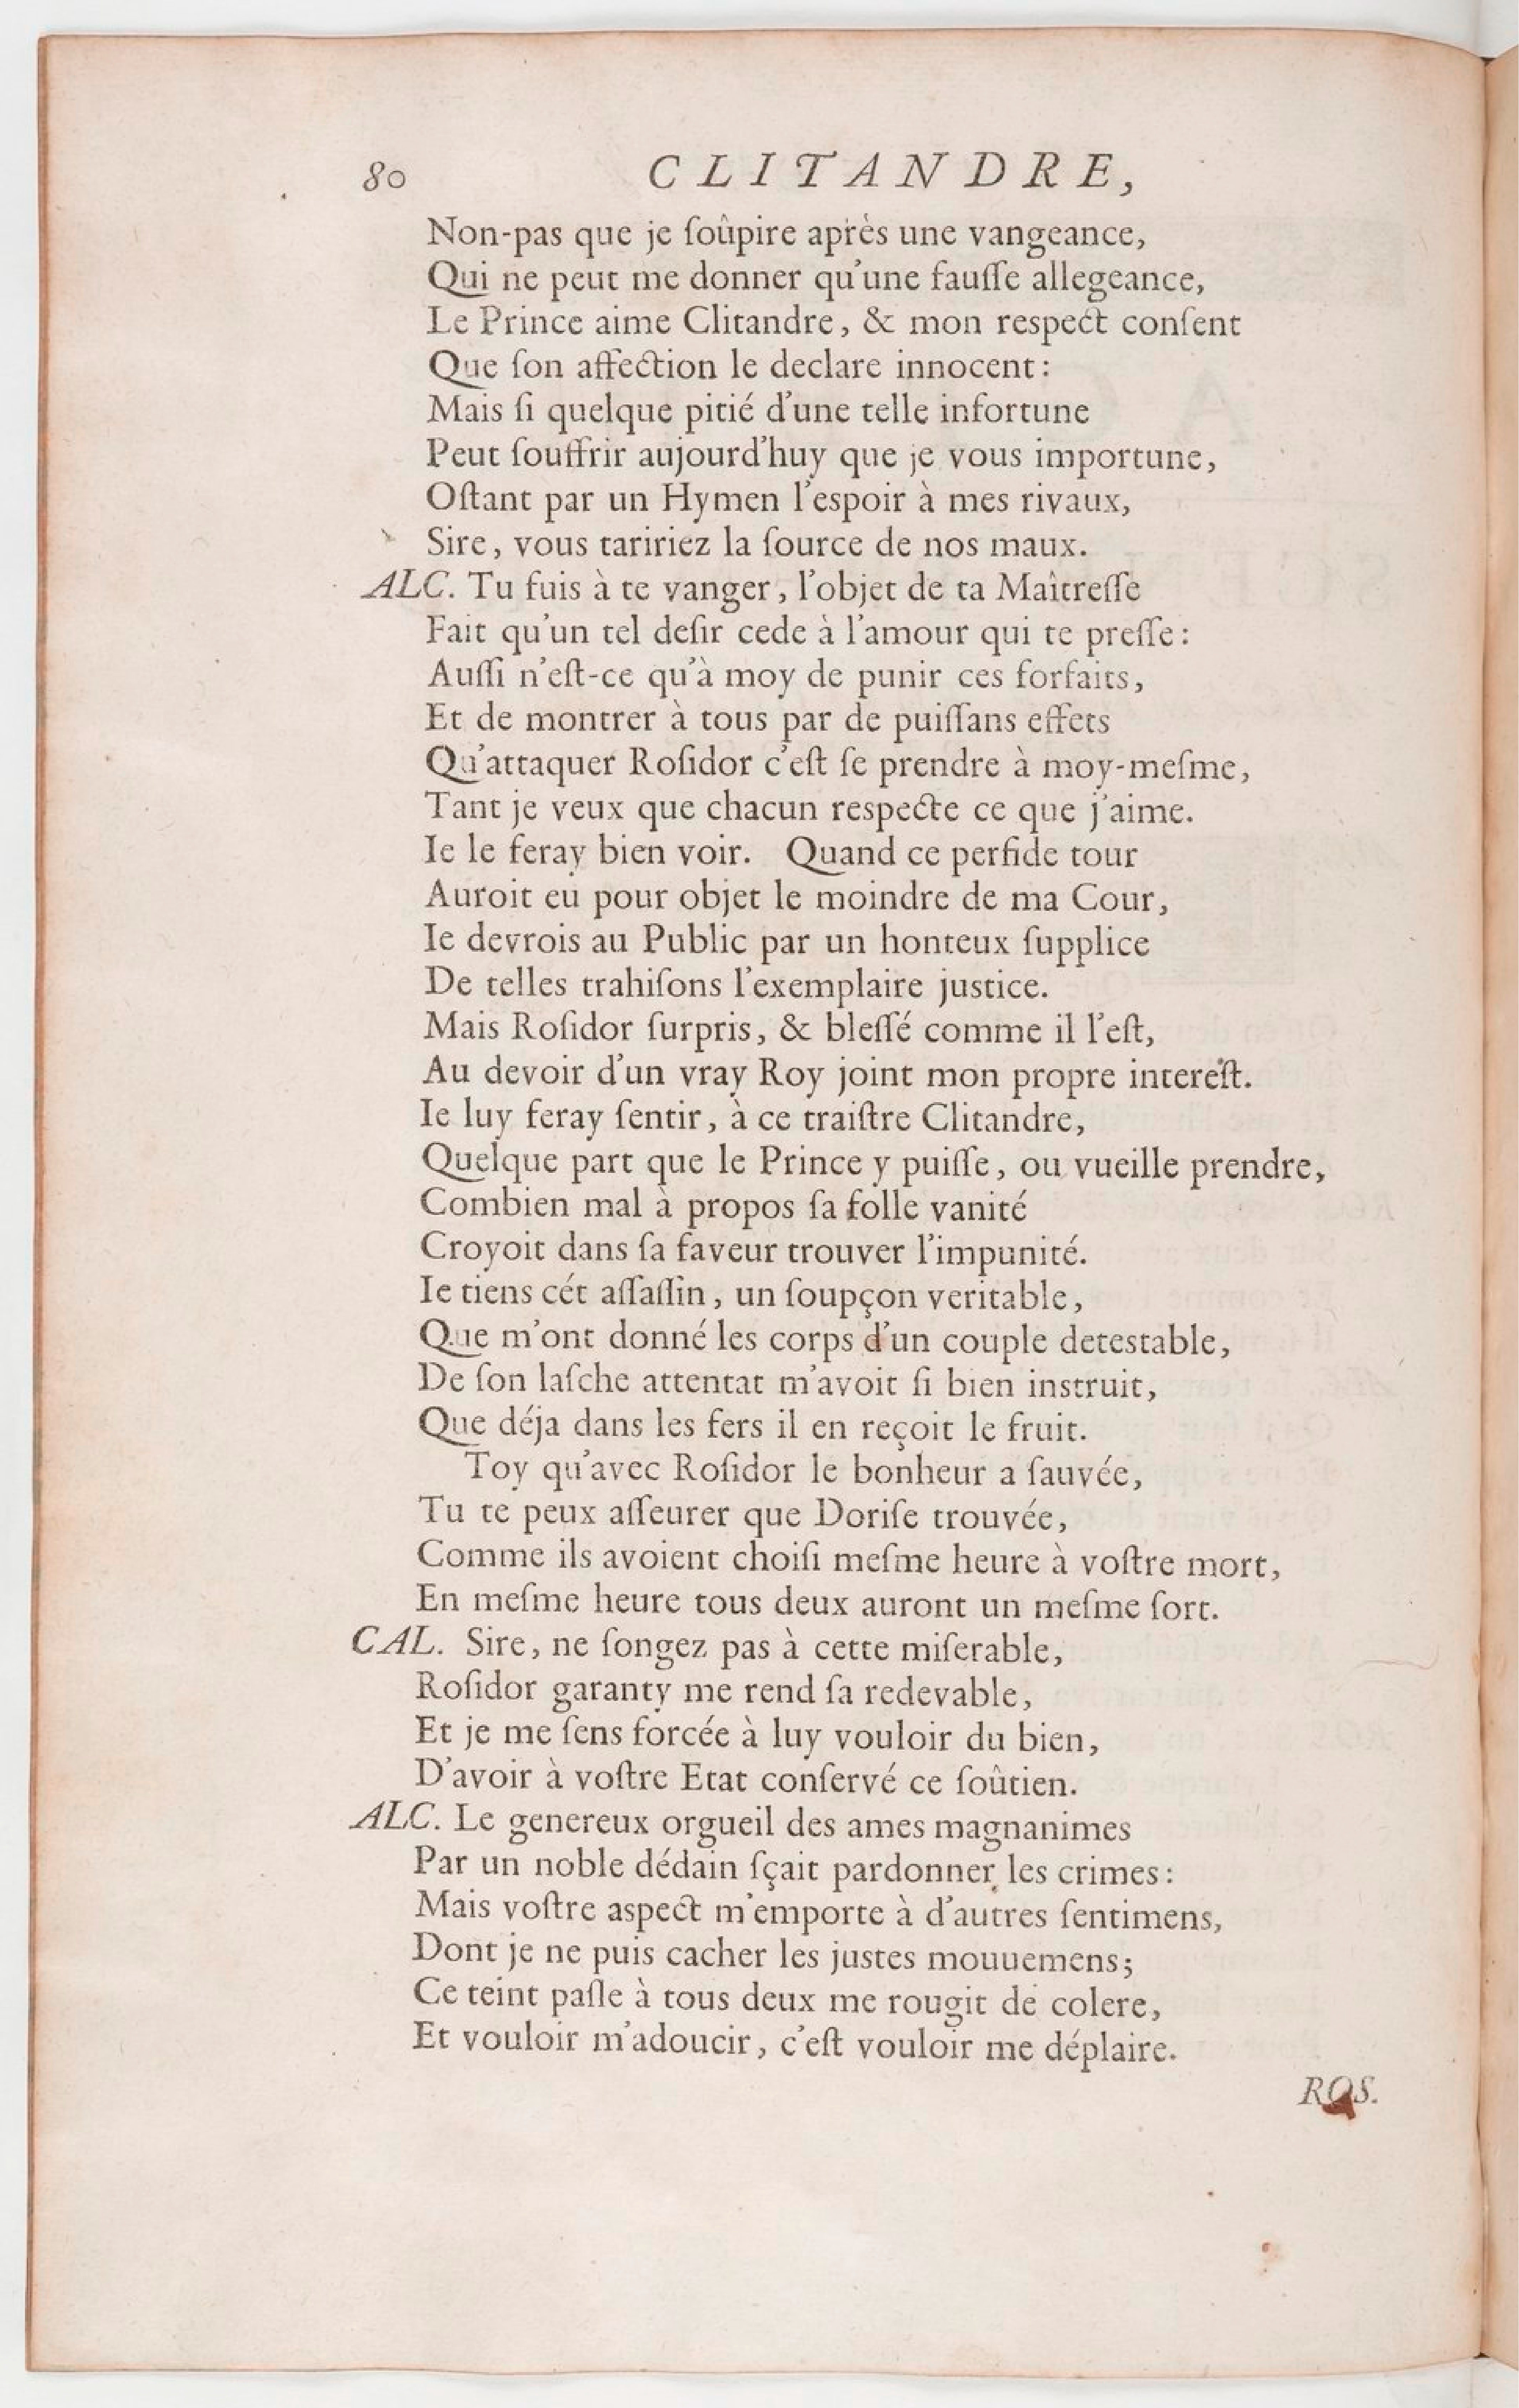 80 CLITANDRE,
Non-pas que je ſoûpire après une vangeance,
Qui ne peut me donner qu'une fauſſe allegeance,
Le Prince aime Clitandre, & mon respect conſent
Que ſon affection le declare innocent:
Mais ſi quelque pitié d'une telle infortune
Peut ſouffrir aujourd'huy que je vous importune,
Oſtant par un Hymen l'espoir à mes rivaux,
Sire, vous taririez la ſource de nos maux.
ALC. Tu fuis à te vanger, l'objet de ta Maîtreſſe
Fait qu'un tel deſir cede à l'amour qui te preſſe:
Auſſi n'eſt-ce qu'à moy de punir ces forfaits,
Et de montrer à tous par de puiſſans effets
Qu'attaquer Roſidor c'eſt ſe prendre à moy-meſme,
Tant je veux que chacun respecte ce que j'aime.
Ie le feray bien voir. Quand ce perfide tour
Auroit eû pour objet le moindre de ma Cour,
Ie devrois au Public par un honteux ſupplice
De telles trahiſons l'exemplaire justice.
Mais Roſidor ſurpris, & bleſſé comme il l'eſt,
Au devoir d'un vray Roy joint mon propre intereſt.
Ie luy feray ſentir, à ce traiſtre Clitandre,
Quelque part que le Prince y puiſſe, ou vueille prendre,
Combien mal à propos ſa folle vanité
Croyoit dans ſa faveur trouver l'impunité.
Ie tiens cét aſſaſſin, un ſoupçon veritable,
Que m'ont donné les corps d'un couple detestable,
De ſon laſche attentat m'avoit ſi bien instruit,
Que déja dans les fers il en reçoit le fruit.
Toy qu'avec Roſidor le bonheur a ſauvée,
Tu te peux aſſeurer que Doriſe trouvée,
Comme ils avoient choiſi meſme heure à voſtre mort,
En meſme heure tous deux auront un meſme ſort.
CAL. Sire, ne ſongez pas à cette miſerable,
Roſidor garanty me rend ſa redevable,
Et je me ſens forcée à luy vouloir du bien,
D'avoir à voſtre Etat conſervé ce ſoûtien.
ALC. Le genereux orgueil des ames magnanimes
Par un noble dédain ſçait pardonner les crimes:
Mais voſtre aspect m'emporte à d'autres ſentimens,
Dont je ne puis cacher les justes mouuemens;
Ce teint paſle à tous deux me rougit de colere,
Et vouloir m'adoucir, c'eſt vouloir me déplaire.
ROS.